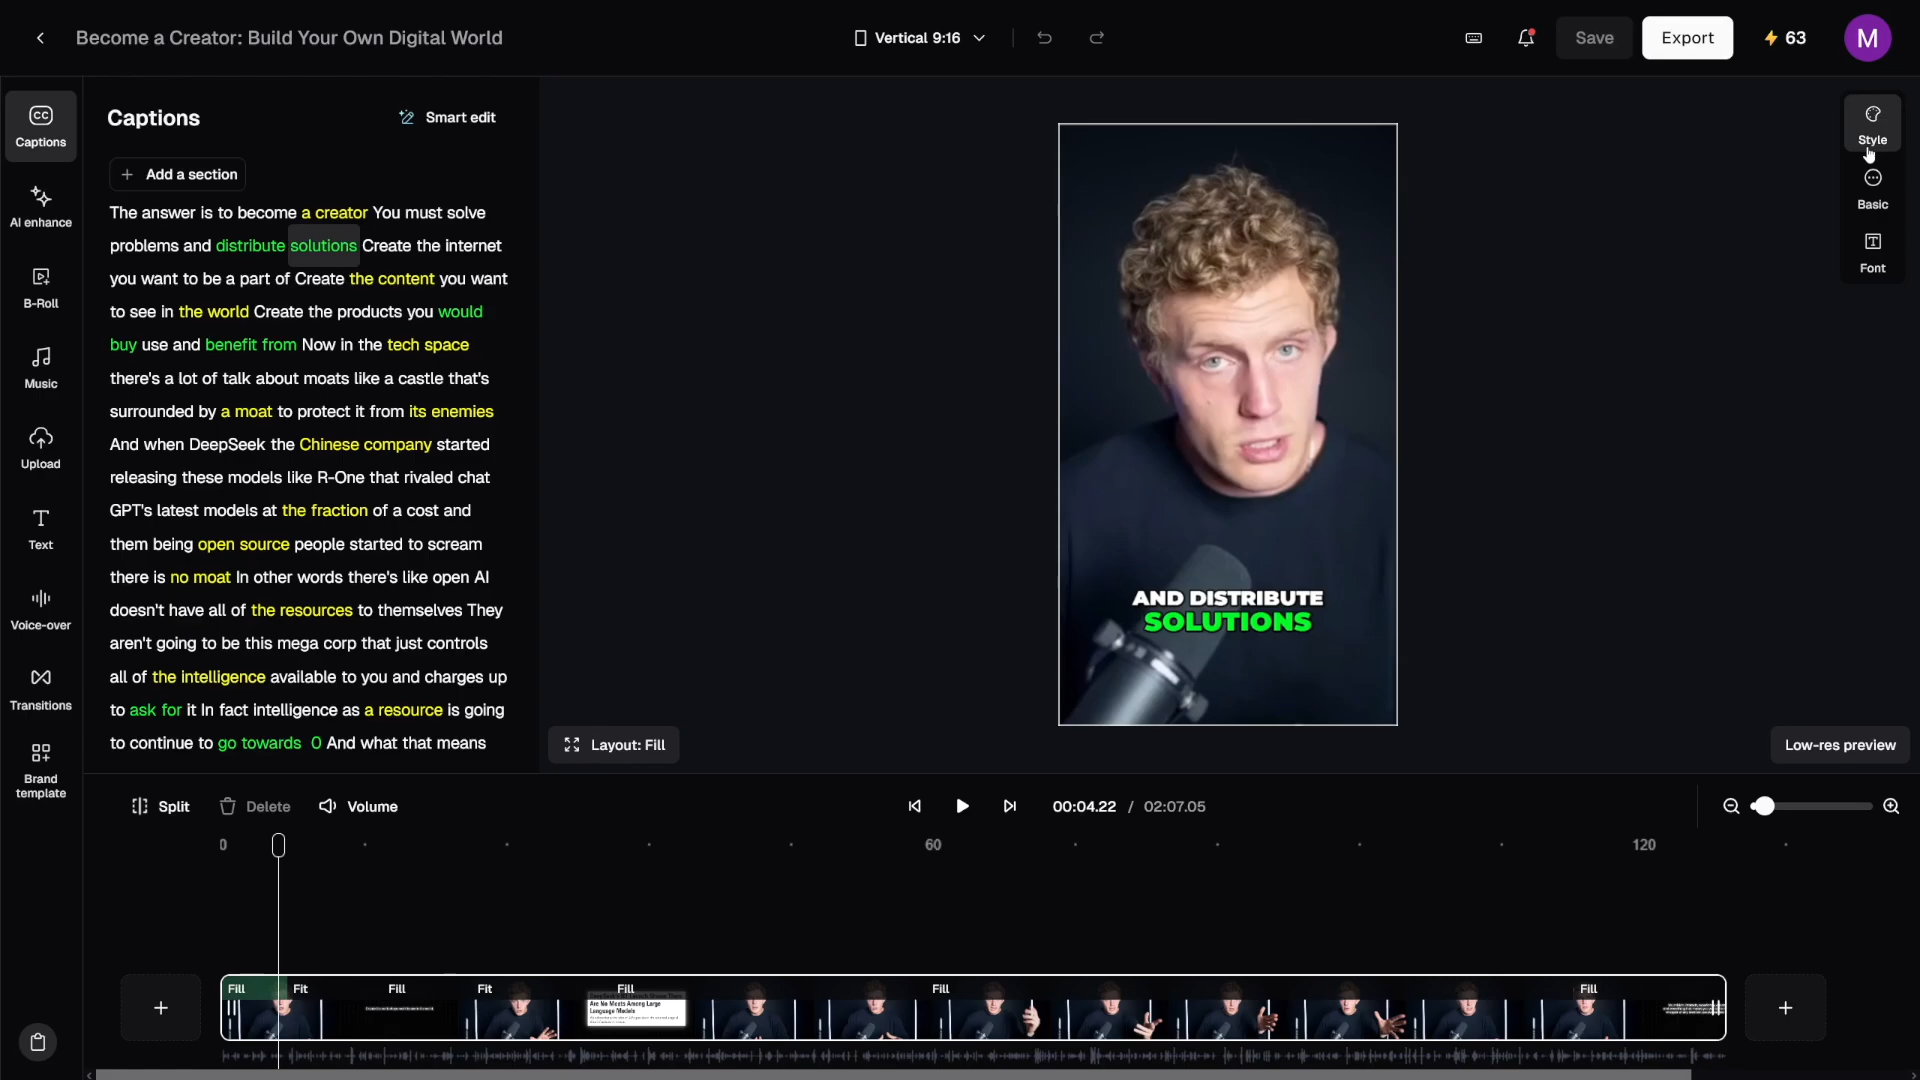 Become a Creator: Build Your Own Digital World
Vertical 9:16
Save
Export
63
M
CC
Captions
AI enhance
B-Roll
Music
Upload
Text
Voice-over
Transitions
Brand
template
Captions
Smart edit
+ Add a section
The answer is to become a creator You must solve
problems and distribute solutions Create the internet
you want to be a part of Create the content you want
to see in the world Create the products you would
buy use and benefit from Now in the tech space
there's a lot of talk about moats like a castle that's
surrounded by a moat to protect it from its enemies
And when DeepSeek the Chinese company started
releasing these models like R-One that rivaled chat
GPT's latest models at the fraction of a cost and
them being open source people started to scream
there is no moat In other words there's like open AI
doesn't have all of the resources to themselves They
aren't going to be this mega corp that just controls
all of the intelligence available to you and charges up
to ask for it In fact intelligence as a resource is going
to continue to go towards 0 And what that means
AND DISTRIBUTE
SOLUTIONS
Style
Basic
Font
Layout: Fill
Low-res preview
Split
Delete
Volume
00:04.22 / 02:07.05
0
60
120
Fill
Fit
Fill
Fit
Fill
Fill
Fill
Are No Moats Among Large
Language Models